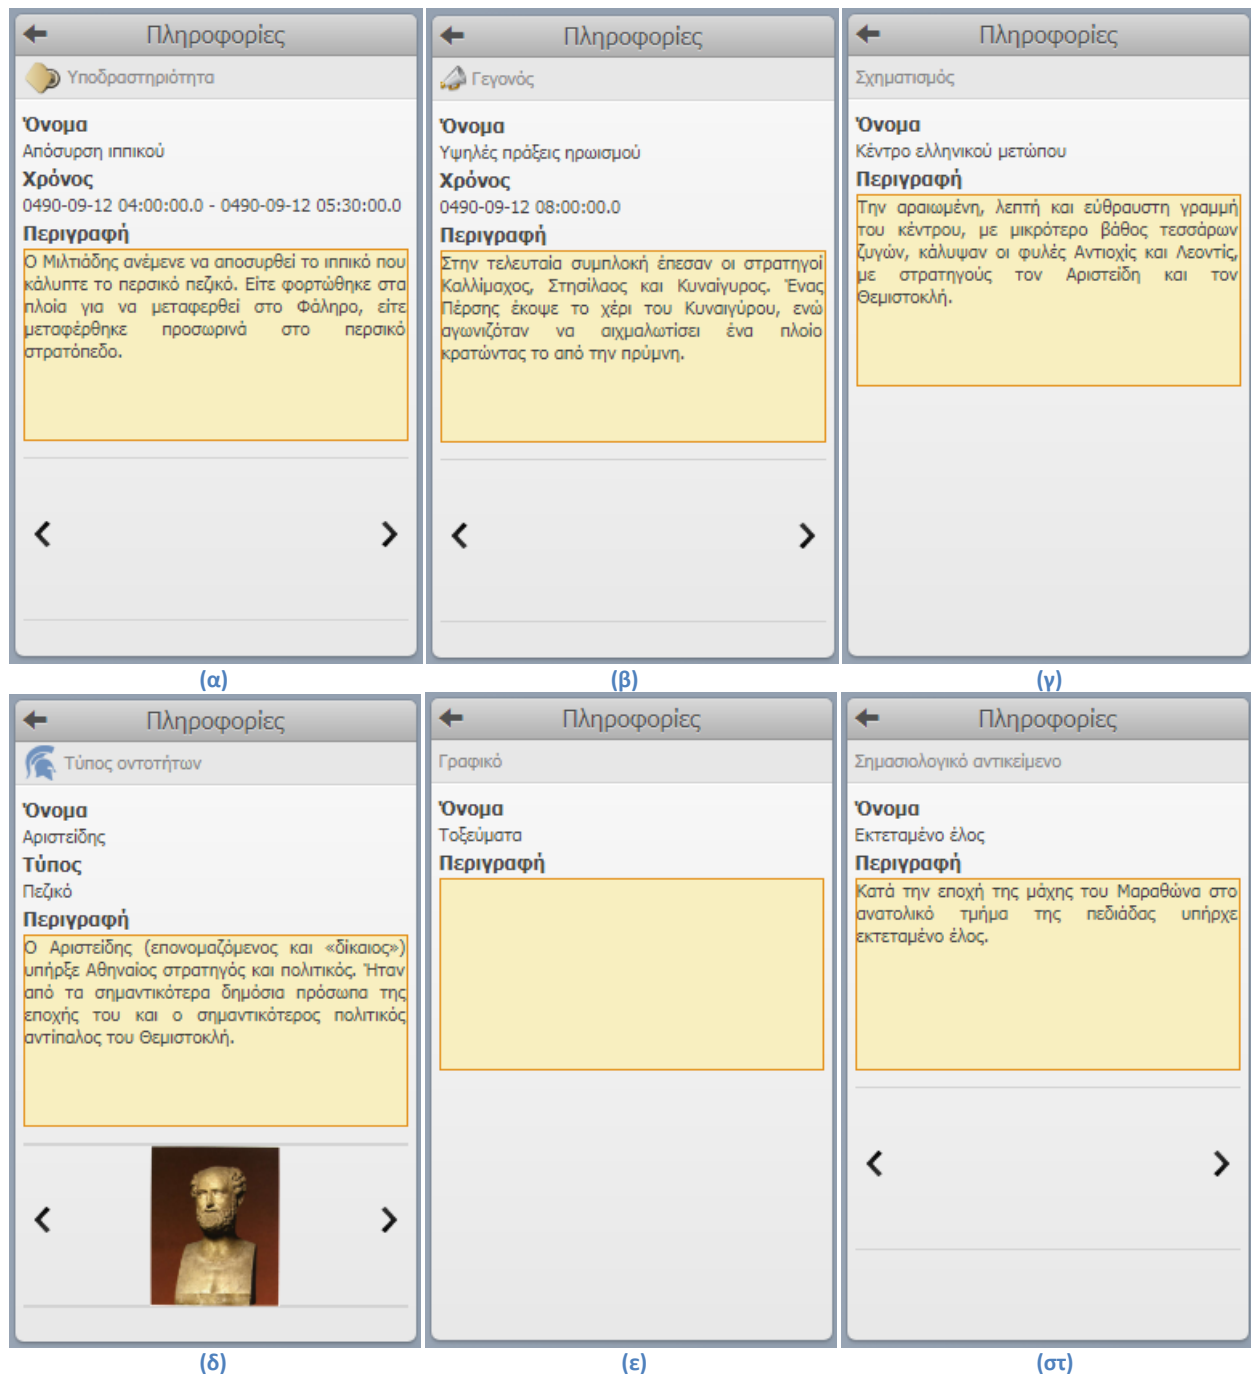 Πληροφορίες
Υποδραστηριότητα
Όνομα
Απόσυρση ιππικού
Χρόνος
0490-09-12 04:00:00.0 - 0490-09-12 05:30:00.0
Περιγραφή
Ο Μιλτιάδης ανέμενε να αποσυρθεί το ιππικό που
κάλυπτε το περσικό πεζικό. Είτε φορτώθηκε στα
πλοία για να μεταφερθεί στο Φάληρο, είτε
μεταφέρθηκε προσωρινά στο περσικό
στρατόπεδο.
(α)
Πληροφορίες
Γεγονός
Όνομα
Υψηλές πράξεις ηρωισμού
Χρόνος
0490-09-12 08:00:00.0
Περιγραφή
Στην τελευταία συμπλοκή έπεσαν οι στρατηγοί
Καλλίμαχος, Στησίλαος και Κυναίγυρος. Ένας
Πέρσης έκοψε το χέρι του Κυναιγύρου, ενώ
αγωνιζόταν να αιχμαλωτίσει ένα πλοίο
κρατώντας το από την πρύμνη.
(β)
Πληροφορίες
Σχηματισμός
Όνομα
Κέντρο ελληνικού μετώπου
Περιγραφή
Την αραιωμένη, λεπτή και εύθραυστη γραμμή
του κέντρου, με μικρότερο βάθος τεσσάρων
ζυγών, κάλυψαν οι φυλές Αντιοχίς και Λεοντίς,
με στρατηγούς τον Αριστείδη και τον
Θεμιστοκλή.
(γ)
Πληροφορίες
Τύπος οντοτήτων
Όνομα
Αριστείδης
Τύπος
Πεζικό
Περιγραφή
Ο Αριστείδης (επονομαζόμενος και «δίκαιος»)
υπήρξε Αθηναίος στρατηγός και πολιτικός. Ήταν
από τα σημαντικότερα δημόσια πρόσωπα της
εποχής του και ο σημαντικότερος πολιτικός
αντίπαλος του Θεμιστοκλή.
(δ)
Πληροφορίες
Γραφικό
Όνομα
Τοξεύματα
Περιγραφή
(ε)
Πληροφορίες
Σημασιολογικό αντικείμενο
Όνομα
Εκτεταμένο έλος
Περιγραφή
Κατά την εποχή της μάχης του Μαραθώνα στο
ανατολικό τμήμα της πεδιάδας υπήρχε
εκτεταμένο έλος.
(στ)